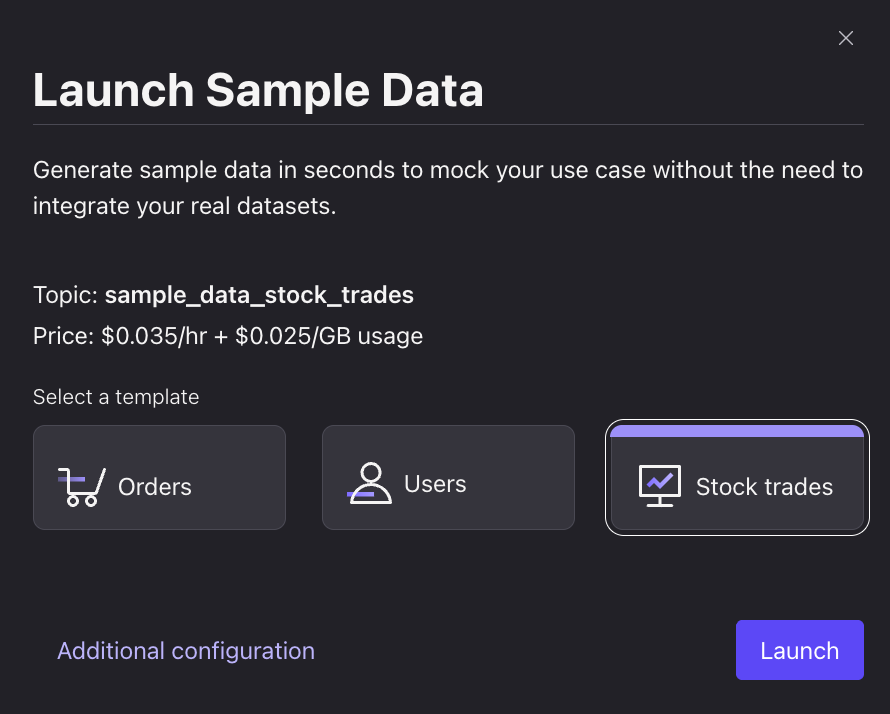 Launch Sample Data
Generate sample data in seconds to mock your use case without the need to
integrate your real datasets.
Topic: sample_data_stock_trades
Price: $0.035/hr + $0.025/GB usage
Select a template
Orders
Users
Stock trades
Additional configuration
Launch